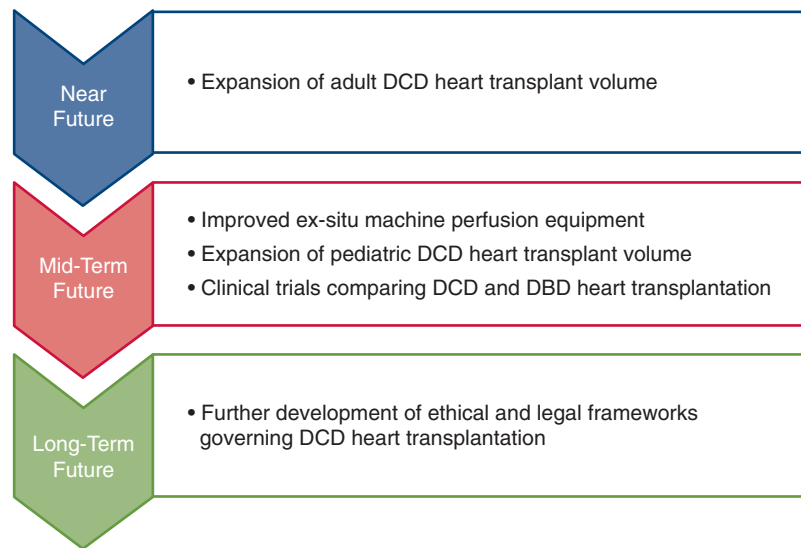 Near
Future
• Expansion of adult DCD heart transplant volume
Mid-Term
Future
• Improved ex-situ machine perfusion equipment
• Expansion of pediatric DCD heart transplant volume
• Clinical trials comparing DCD and DBD heart transplantation
Long-Term
Future
• Further development of ethical and legal frameworks
governing DCD heart transplantation